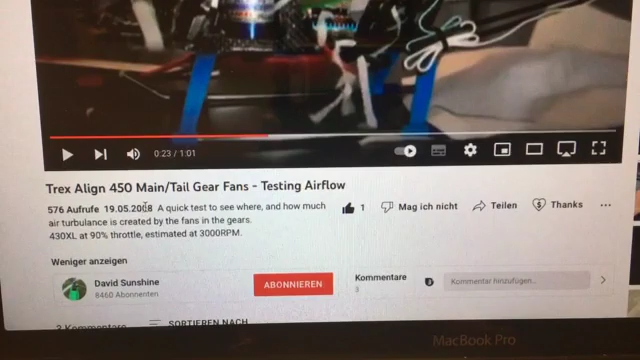 0:23 / 1:01
Trex Align 450 Main/Tail Gear Fans - Testing Airflow
576 Aufrufe 19.05.2008 A quick test to see where, and how much
air turbulance is created by the fans in the gears.
430XL at 90% throttle, estimated at 3000RPM.
1
Mag ich nicht
Teilen
Thanks
Weniger anzeigen
David Sunshine
8460 Abonnenten
ABONNIEREN
Kommentare
3
Kommentar hinzufügen...
3 Kommentare
SORTIEREN NACH
MacBook Pro